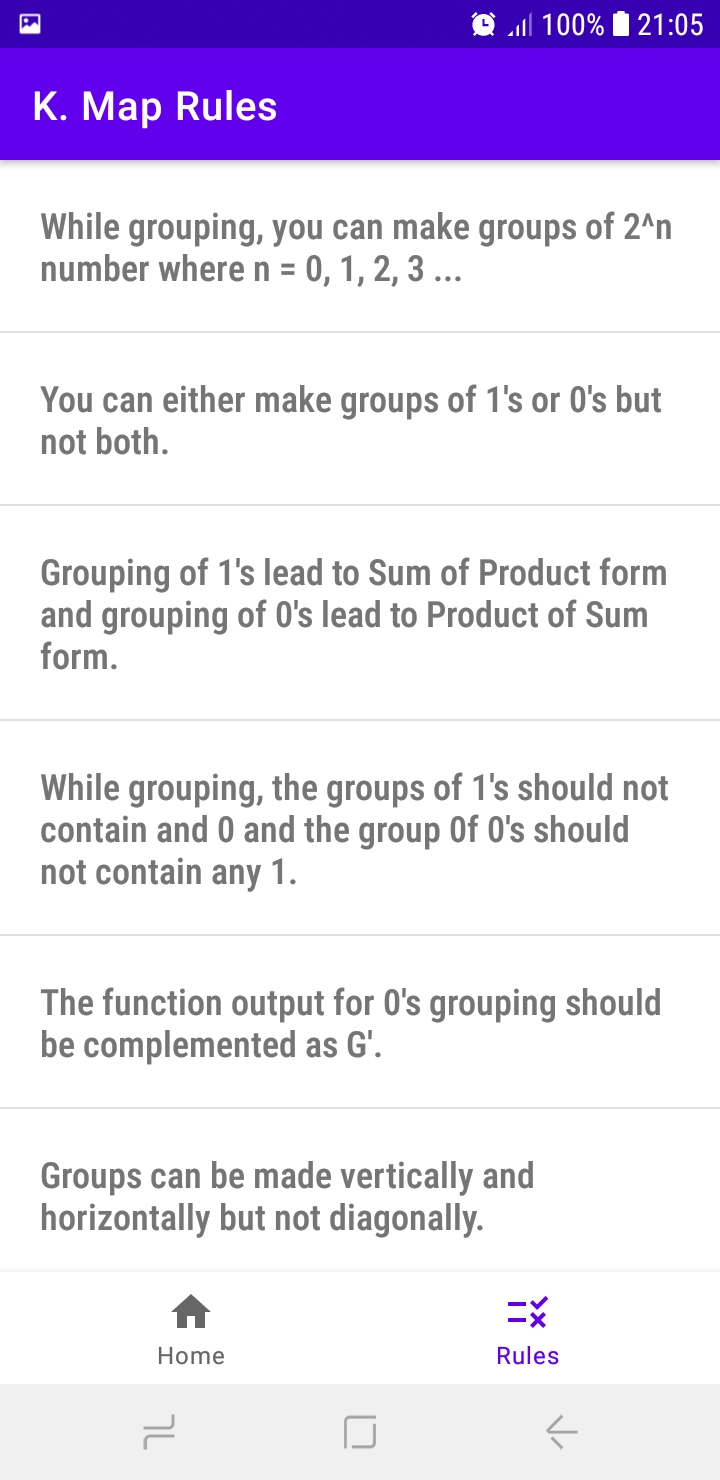 100% 21:05
K. Map Rules
While grouping, you can make groups of 2^n
number where n = 0, 1, 2, 3 ...
You can either make groups of 1's or 0's but
not both.
Grouping of 1's lead to Sum of Product form
and grouping of 0's lead to Product of Sum
form.
While grouping, the groups of 1's should not
contain and 0 and the group 0f 0's should
not contain any 1.
The function output for 0's grouping should
be complemented as G'.
Groups can be made vertically and
horizontally but not diagonally.
Home
Rules